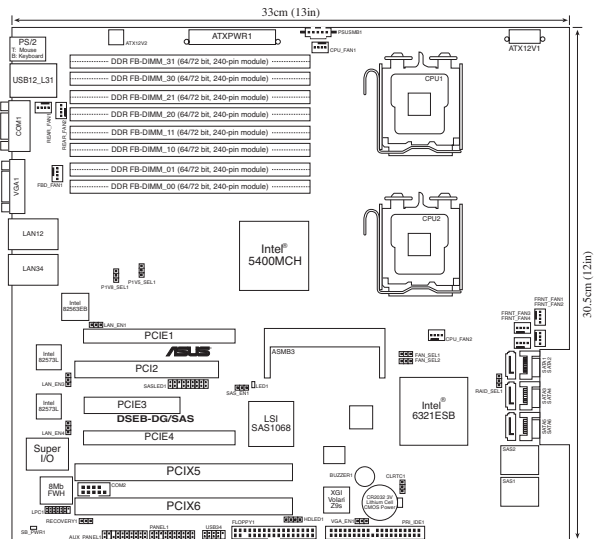 33cm (13in)
PS/2
T: Mouse
B: Keyboard
ATX12V2
ATXPWR1
PSUSMB1
CPU_FAN1
ATX12V1
USB12_L31
COM1
REAR_FAN1
REAR_FAN2
VGA1
FBD_FAN1
DDR FB-DIMM_31 (64/72 bit, 240-pin module)
DDR FB-DIMM_30 (64/72 bit, 240-pin module)
DDR FB-DIMM_21 (64/72 bit, 240-pin module)
DDR FB-DIMM_20 (64/72 bit, 240-pin module)
DDR FB-DIMM_11 (64/72 bit, 240-pin module)
DDR FB-DIMM_10 (64/72 bit, 240-pin module)
DDR FB-DIMM_01 (64/72 bit, 240-pin module)
DDR FB-DIMM_00 (64/72 bit, 240-pin module)
CPU1
CPU2
30.5cm (12in)
LAN12
LAN34
P1V8_SEL1
P1V5_SEL1
Intel®
5400MCH
Intel
82563EB
LAN_EN1
PCIE1
ASUS
ASMB3
CPU_FAN2
FRNT_FAN1
FRNT_FAN2
FRNT_FAN3
FRNT_FAN4
Intel
82573L
PCI2
LAN_EN3
SASLED1
SAS_EN1
LED1
FAN_SEL1
FAN_SEL2
RAID_SEL1
SATA1
SATA2
SATA3
SATA4
SATA5
SATA6
Intel
82573L
PCIE3
DSEB-DG/SAS
LAN_EN4
PCIE4
LSI
SAS1068
Intel®
6321ESB
SAS2
SAS1
Super
I/O
PCIX5
BUZZER1
CLRTC1
8Mb
FWH
COM2
PCIX6
XGI
Volari
Z9s
CR2032 3V
Lithium Cell
CMOS Power
LPC1
RECOVERY1
SB_PWR1
PANEL1
AUX_PANEL1
USB34
FLOPPY1
HDLED1
VGA_EN1
PRI_IDE1